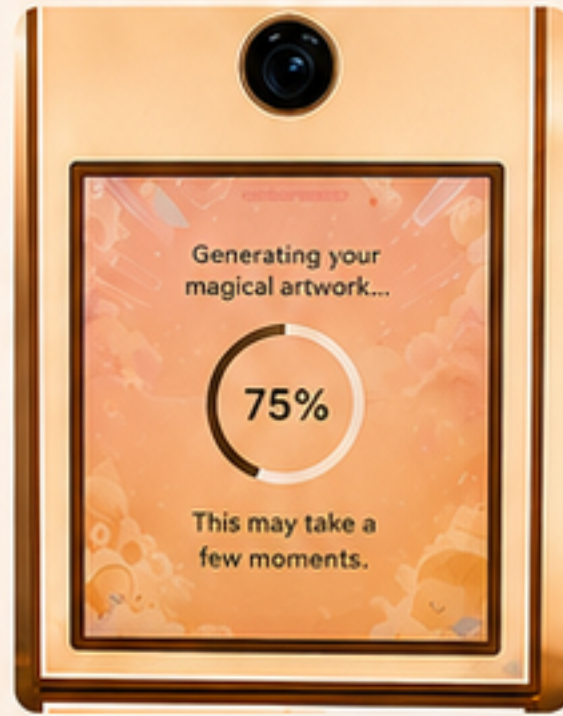 Generating your
magical artwork...
75%
This may take a
few moments.